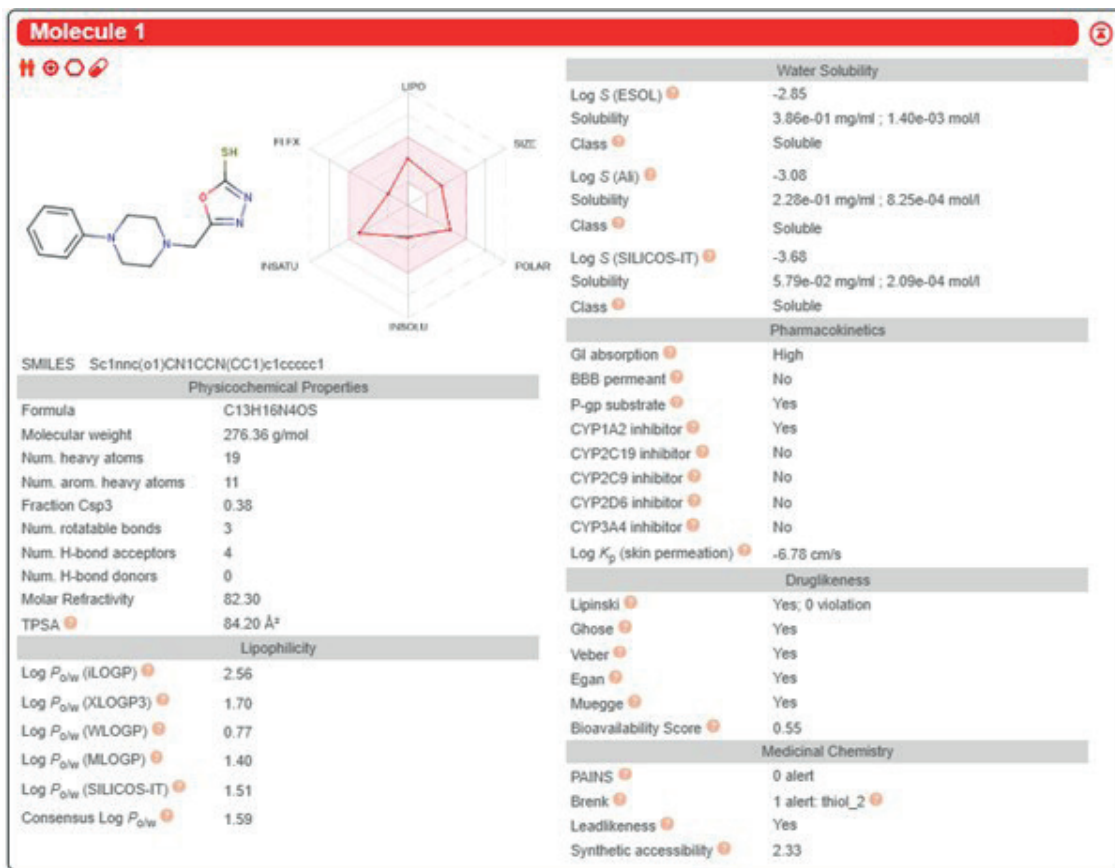 Molecule 1
LIPO
FLEX
SIZE
SH
O
N
N
N
N
INSATU
POLAR
INSOLU
SMILES Sc1nnc(o1)CN1CCN(CC1)c1ccccc1
Physicochemical Properties
Formula C13H16N4OS
Molecular weight 276.36 g/mol
Num. heavy atoms 19
Num. arom. heavy atoms 11
Fraction Csp3 0.38
Num. rotatable bonds 3
Num. H-bond acceptors 4
Num. H-bond donors 0
Molar Refractivity 82.30
TPSA ? 84.20 Å²
Lipophilicity
Log Po/w (iLOGP) ? 2.56
Log Po/w (XLOGP3) ? 1.70
Log Po/w (WLOGP) ? 0.77
Log Po/w (MLOGP) ? 1.40
Log Po/w (SILICOS-IT) ? 1.51
Consensus Log Po/w ? 1.59
Water Solubility
Log S (ESOL) ? -2.85
Solubility 3.86e-01 mg/ml ; 1.40e-03 mol/l
Class ? Soluble
Log S (Ali) ? -3.08
Solubility 2.28e-01 mg/ml ; 8.25e-04 mol/l
Class ? Soluble
Log S (SILICOS-IT) ? -3.68
Solubility 5.79e-02 mg/ml ; 2.09e-04 mol/l
Class ? Soluble
Pharmacokinetics
GI absorption ? High
BBB permeant ? No
P-gp substrate ? Yes
CYP1A2 inhibitor ? Yes
CYP2C19 inhibitor ? No
CYP2C9 inhibitor ? No
CYP2D6 inhibitor ? No
CYP3A4 inhibitor ? No
Log Kp (skin permeation) ? -6.78 cm/s
Druglikeness
Lipinski ? Yes; 0 violation
Ghose ? Yes
Veber ? Yes
Egan ? Yes
Muegge ? Yes
Bioavailability Score ? 0.55
Medicinal Chemistry
PAINS ? 0 alert
Brenk ? 1 alert: thiol_2 ?
Leadlikeness ? Yes
Synthetic accessibility ? 2.33